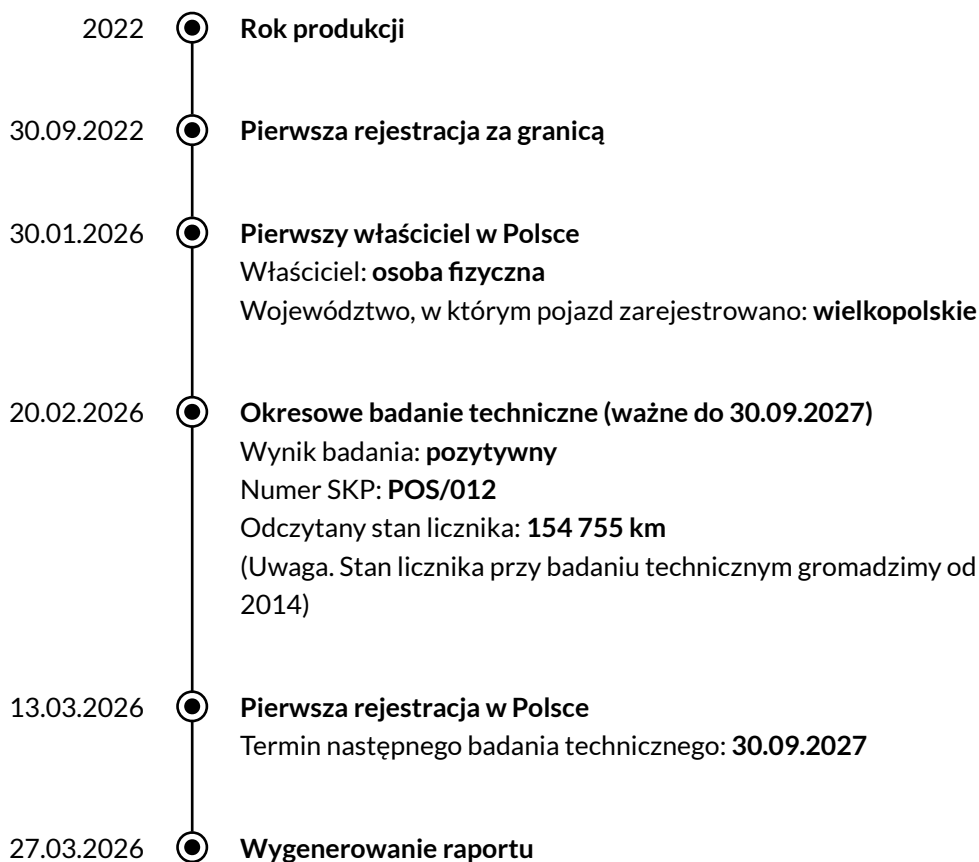 2022 Rok produkcji
30.09.2022 Pierwsza rejestracja za granicą
30.01.2026 Pierwszy właściciel w Polsce
Właściciel: osoba fizyczna
Województwo, w którym pojazd zarejestrowano: wielkopolskie
20.02.2026 Okresowe badanie techniczne (ważne do 30.09.2027)
Wynik badania: pozytywny
Numer SKP: POS/012
Odczytany stan licznika: 154 755 km
(Uwaga. Stan licznika przy badaniu technicznym gromadzimy od
2014)
13.03.2026 Pierwsza rejestracja w Polsce
Termin następnego badania technicznego: 30.09.2027
27.03.2026 Wygenerowanie raportu